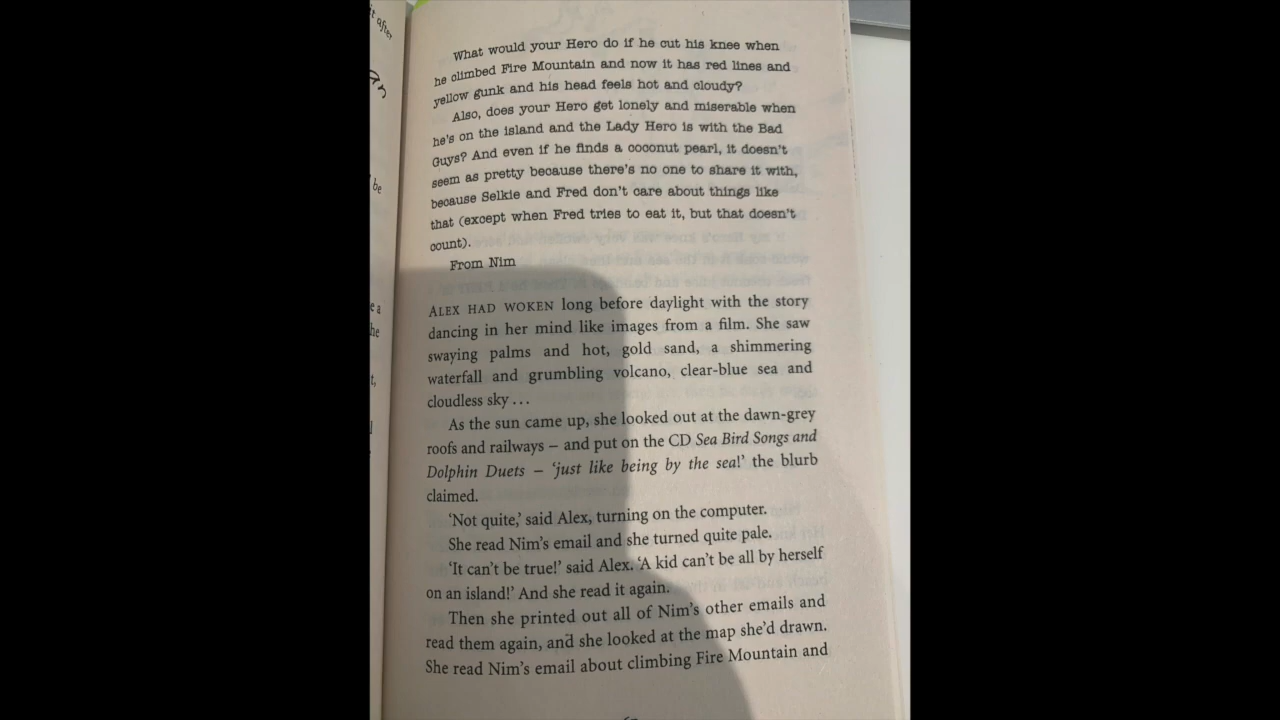 What would your Hero do if he cut his knee when
he climbed Fire Mountain and now it has red lines and
yellow gunk and his head feels hot and cloudy?
Also, does your Hero get lonely and miserable when
he's on the island and the Lady Hero is with the Bad
Guys? And even if he finds a coconut pearl, it doesn't
seem as pretty because there's no one to share it with,
because Selkie and Fred don't care about things like
that (except when Fred tries to eat it, but that doesn't
count).
From Nim
ALEX HAD WOKEN long before daylight with the story
dancing in her mind like images from a film. She saw
swaying palms and hot, gold sand, a shimmering
waterfall and grumbling volcano, clear-blue sea and
cloudless sky ...
As the sun came up, she looked out at the dawn-grey
roofs and railways – and put on the CD Sea Bird Songs and
Dolphin Duets – 'just like being by the sea!' the blurb
claimed.
'Not quite,' said Alex, turning on the computer.
She read Nim's email and she turned quite pale.
'It can't be true!' said Alex. 'A kid can't be all by herself
on an island!' And she read it again.
Then she printed out all of Nim's other emails and
read them again, and she looked at the map she'd drawn.
She read Nim's email about climbing Fire Mountain and